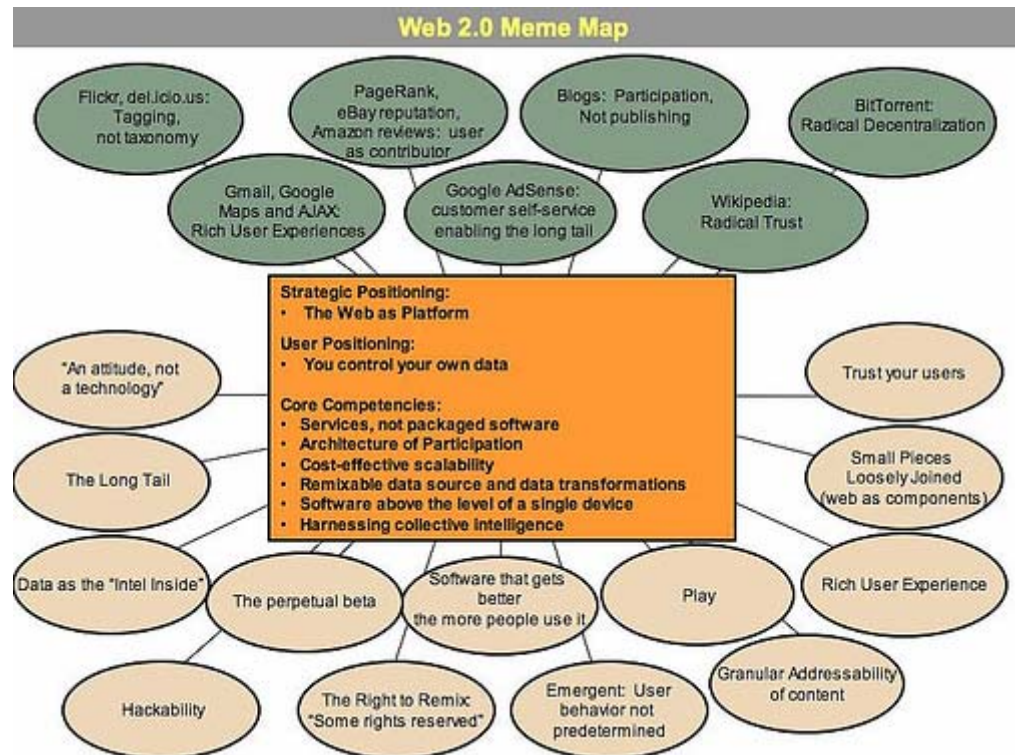 Web 2.0 Meme Map
Flickr, del.icio.us:
Tagging,
not taxonomy
PageRank,
eBay reputation,
Amazon reviews: user
as contributor
Blogs: Participation,
Not publishing
BitTorrent:
Radical Decentralization
Gmail, Google
Maps and AJAX:
Rich User Experiences
Google AdSense:
customer self-service
enabling the long tail
Wikipedia:
Radical Trust
Strategic Positioning:
• The Web as Platform
User Positioning:
• You control your own data
Core Competencies:
• Services, not packaged software
• Architecture of Participation
• Cost-effective scalability
• Remixable data source and data transformations
• Software above the level of a single device
• Harnessing collective intelligence
"An attitude, not
a technology"
Trust your users
The Long Tail
Small Pieces
Loosely Joined
(web as components)
Data as the "Intel Inside"
The perpetual beta
Software that gets
better
the more people use it
Play
Rich User Experience
Hackability
The Right to Remix:
"Some rights reserved"
Emergent: User
behavior not
predetermined
Granular Addressability
of content